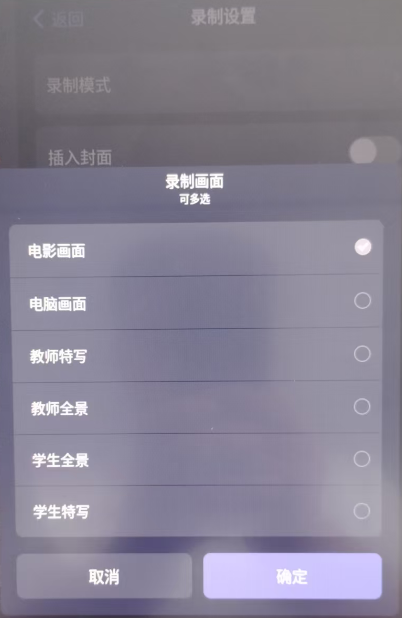 返回
录制设置
录制模式
插入封面
录制画面
可多选
电影画面
电脑画面
教师特写
教师全景
学生全景
学生特写
取消
确定